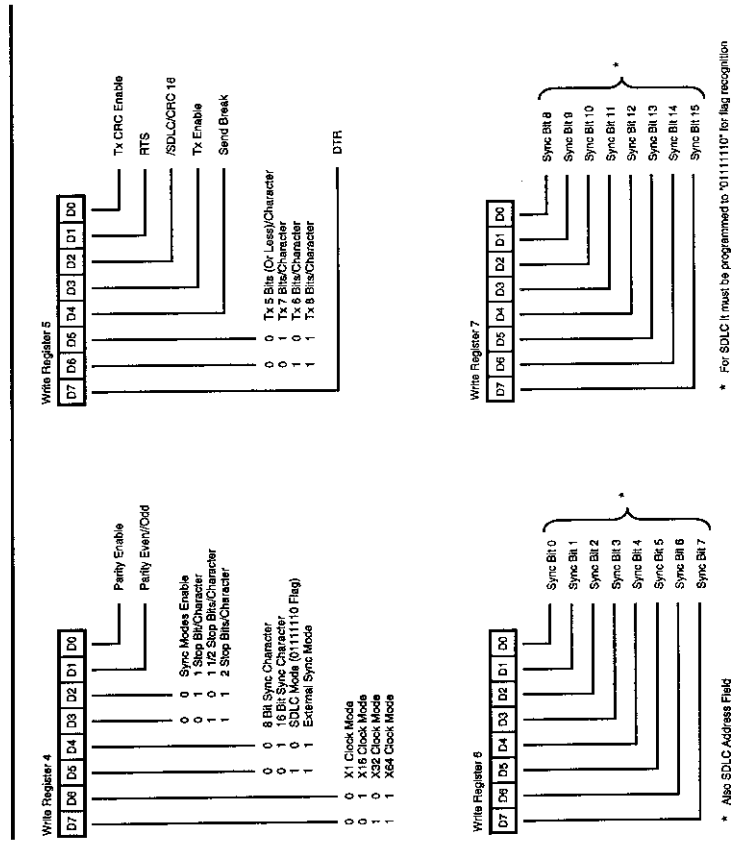 Write Register 4
D7 D6 D5 D4 D3 D2 D1 D0
Parity Enable
Parity Even//Odd
0 0 Sync Modes Enable
0 1 1 Stop Bit/Character
1 0 1 1/2 Stop Bits/Character
1 1 2 Stop Bits/Character
0 0 8 Bit Sync Character
0 1 16 Bit Sync Character
1 0 SDLC Mode (01111110 Flag)
1 1 External Sync Mode
0 0 X1 Clock Mode
0 1 X16 Clock Mode
1 0 X32 Clock Mode
1 1 X64 Clock Mode
Write Register 5
D7 D6 D5 D4 D3 D2 D1 D0
Tx CRC Enable
RTS
/SDLC/CRC 16
Tx Enable
Send Break
0 0 Tx 5 Bits (Or Less)/Character
0 1 Tx 7 Bits/Character
1 0 Tx 6 Bits/Character
1 1 Tx 8 Bits/Character
DTR
Write Register 6
D7 D6 D5 D4 D3 D2 D1 D0
Sync Bit 0
Sync Bit 1
Sync Bit 2
Sync Bit 3
Sync Bit 4
Sync Bit 5
Sync Bit 6
Sync Bit 7
*
* Also SDLC Address Field
Write Register 7
D7 D6 D5 D4 D3 D2 D1 D0
Sync Bit 8
Sync Bit 9
Sync Bit 10
Sync Bit 11
Sync Bit 12
Sync Bit 13
Sync Bit 14
Sync Bit 15
*
* For SDLC it must be programmed to "01111110" for flag recognition